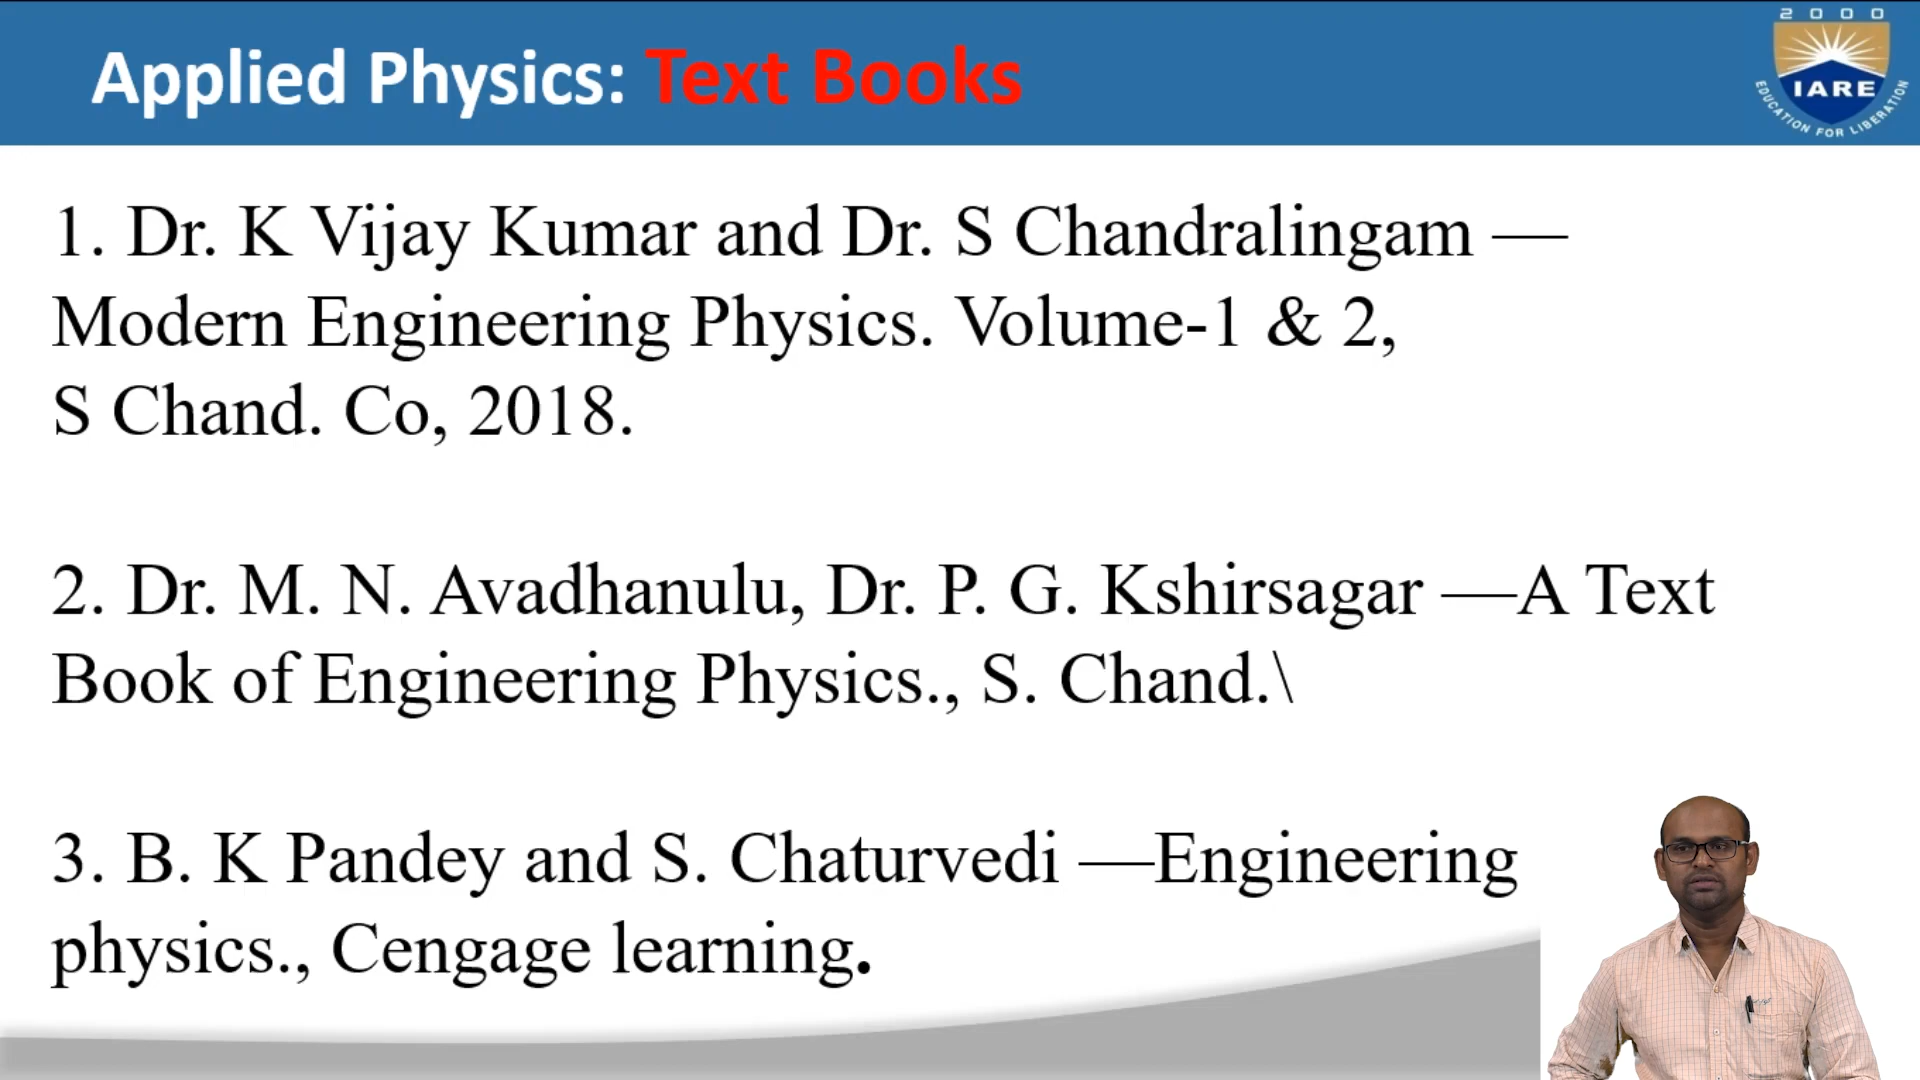 Applied Physics: Text Books
2000
IARE
EDUCATION FOR LIBERATION
1. Dr. K Vijay Kumar and Dr. S Chandralingam —
Modern Engineering Physics. Volume-1 & 2,
S Chand. Co, 2018.
2. Dr. M. N. Avadhanulu, Dr. P. G. Kshirsagar —A Text
Book of Engineering Physics., S. Chand.\
3. B. K Pandey and S. Chaturvedi —Engineering
physics., Cengage learning.